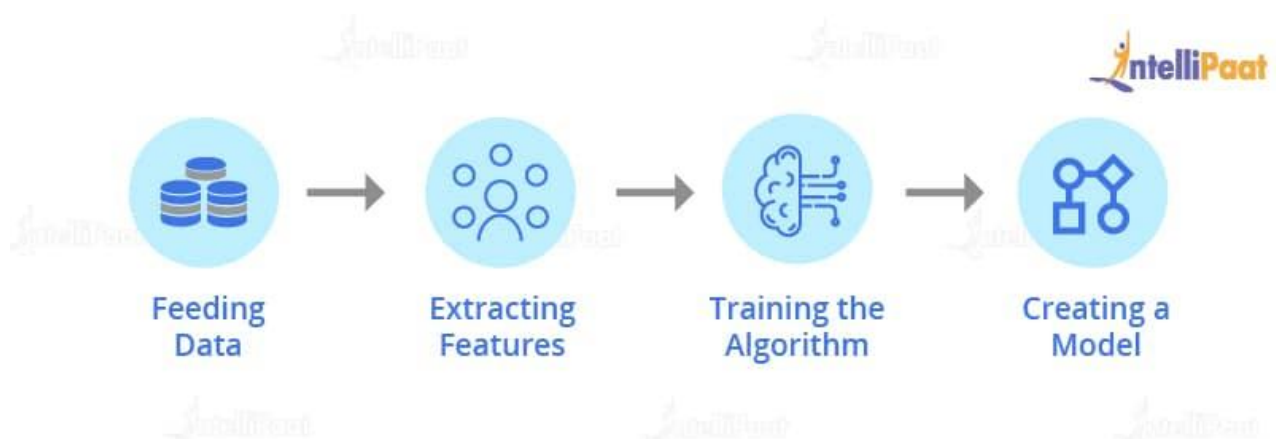 IntelliPaat
Feeding
Data
Extracting
Features
Training the
Algorithm
Creating a
Model